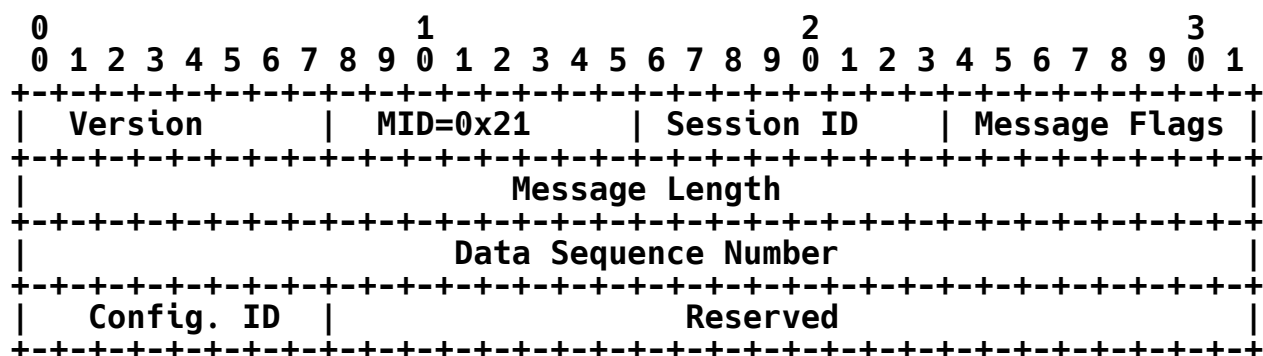 0                   1                   2                   3
 0 1 2 3 4 5 6 7 8 9 0 1 2 3 4 5 6 7 8 9 0 1 2 3 4 5 6 7 8 9 0 1
+-+-+-+-+-+-+-+-+-+-+-+-+-+-+-+-+-+-+-+-+-+-+-+-+-+-+-+-+-+-+-+-+
|  Version      |  MID=0x21     | Session ID    | Message Flags |
+-+-+-+-+-+-+-+-+-+-+-+-+-+-+-+-+-+-+-+-+-+-+-+-+-+-+-+-+-+-+-+-+
|                         Message Length                        |
+-+-+-+-+-+-+-+-+-+-+-+-+-+-+-+-+-+-+-+-+-+-+-+-+-+-+-+-+-+-+-+-+
|                      Data Sequence Number                     |
+-+-+-+-+-+-+-+-+-+-+-+-+-+-+-+-+-+-+-+-+-+-+-+-+-+-+-+-+-+-+-+-+
|   Config. ID  |                  Reserved                     |
+-+-+-+-+-+-+-+-+-+-+-+-+-+-+-+-+-+-+-+-+-+-+-+-+-+-+-+-+-+-+-+-+